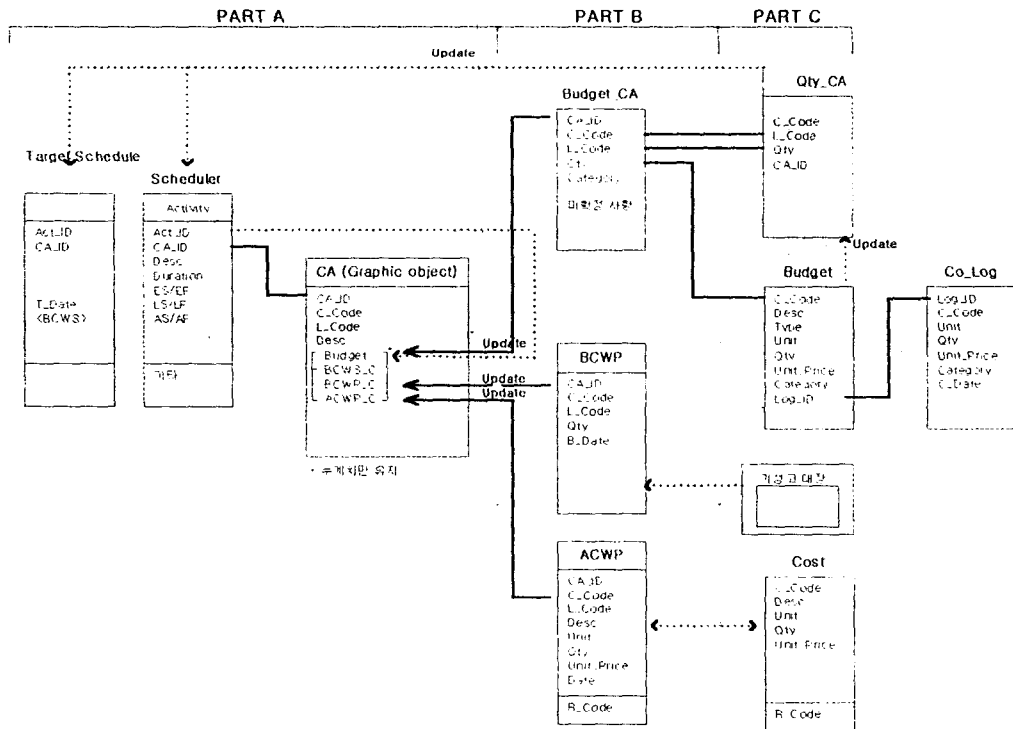 PART A
PART B
PART C
Update
Qty_CA
C_Code
L_Code
Qty
CA_ID
Budget_CA
CA_ID
C_Code
L_Code
Qty
Category
미확정 사항
Target Schedule
Act_ID
CA_ID
T_Date
<BCWS>
Scheduler
Activity
Act_ID
CA_ID
Desc
Duration
ES/EF
LS/LF
AS/AF
기타
CA (Graphic object)
CA_ID
C_Code
L_Code
Desc
Budget
BCWS_C
BCWP_C
ACWP_C
Update
Update
Update
Update
Budget
C_Code
Desc
Type
Unit
Qty
Unit_Price
Category
Log_ID
Co_Log
Log_ID
C_Code
Unit
Qty
Unit_Price
Category
C_Date
BCWP
CA_ID
C_Code
L_Code
Qty
B_Date
기성고 대장
ACWP
CA_ID
C_Code
L_Code
Desc
Unit
Qty
Unit_Price
Date
R_Code
Cost
C_Code
Desc
Unit
Qty
Unit_Price
R_Code